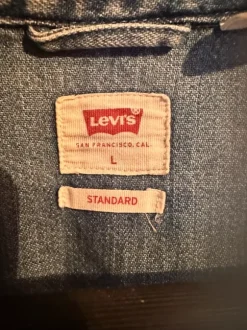 Levi's
SAN FRANCISCO, CAL.
L
STANDARD